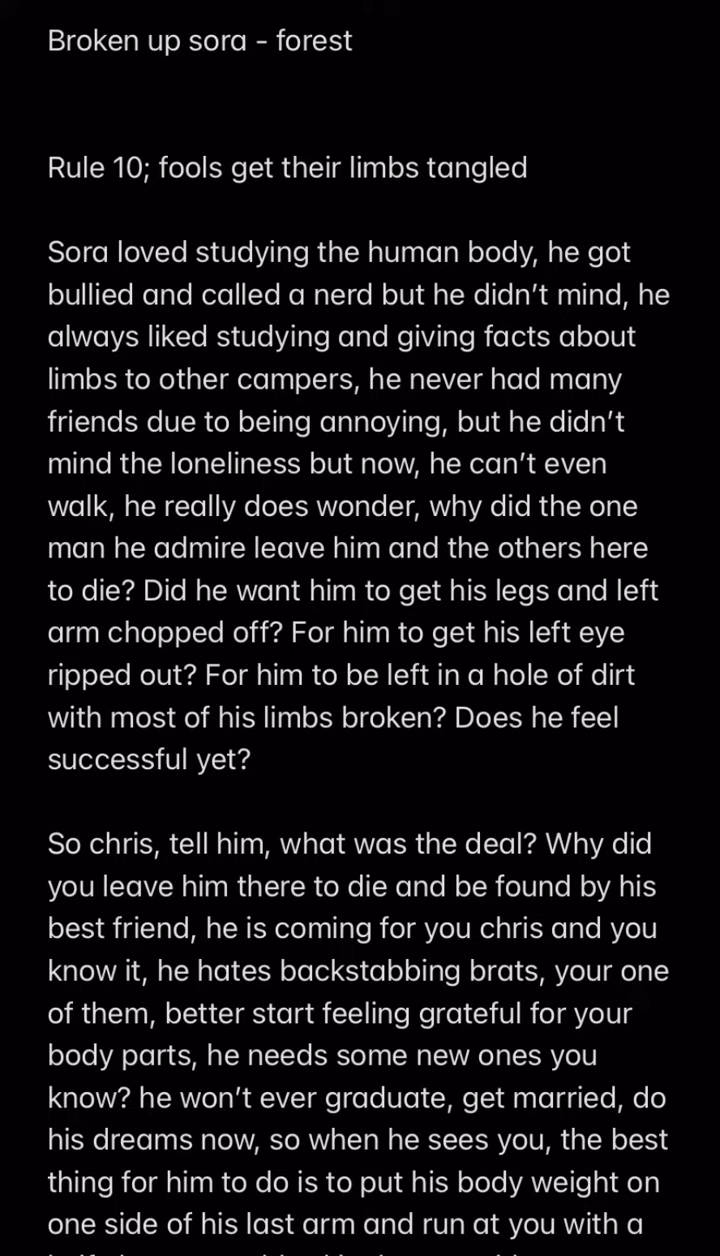 Broken up sora - forest
Rule 10; fools get their limbs tangled
Sora loved studying the human body, he got
bullied and called a nerd but he didn’t mind, he
always liked studying and giving facts about
limbs to other campers, he never had many
friends due to being annoying, but he didn’t
mind the loneliness but now, he can’t even
walk, he really does wonder, why did the one
man he admire leave him and the others here
to die? Did he want him to get his legs and left
arm chopped off? For him to get his left eye
ripped out? For him to be left in a hole of dirt
with most of his limbs broken? Does he feel
successful yet?
So chris, tell him, what was the deal? Why did
you leave him there to die and be found by his
best friend, he is coming for you chris and you
know it, he hates backstabbing brats, your one
of them, better start feeling grateful for your
body parts, he needs some new ones you
know? he won’t ever graduate, get married, do
his dreams now, so when he sees you, the best
thing for him to do is to put his body weight on
one side of his last arm and run at you with a